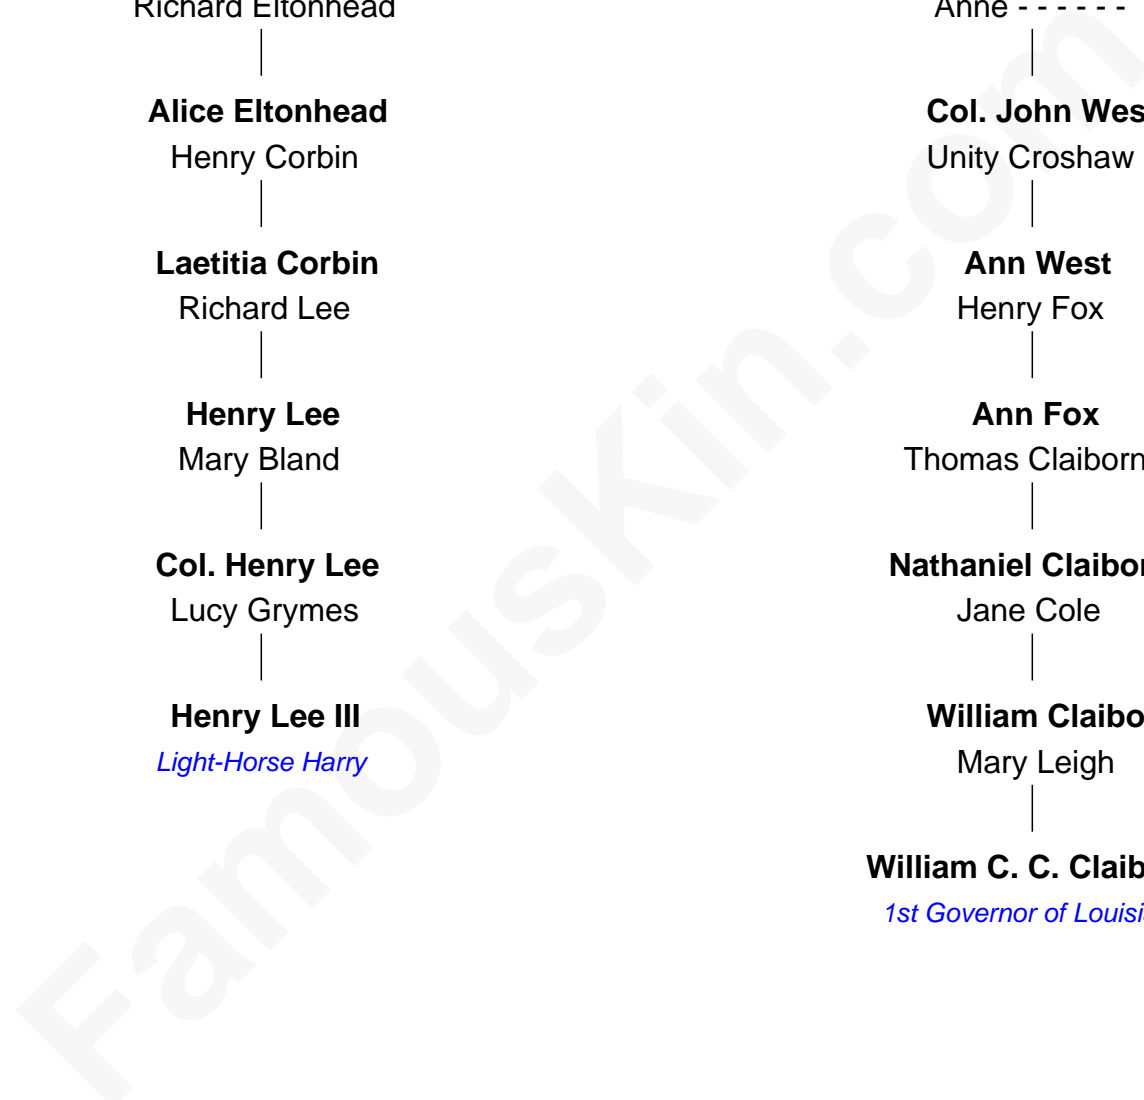 Richard Eltonhead
Anne - - - - - -
Alice Eltonhead
Henry Corbin
Col. John Wes
Unity Croshaw
Laetitia Corbin
Richard Lee
Ann West
Henry Fox
Henry Lee
Mary Bland
Ann Fox
Thomas Claiborn
Col. Henry Lee
Lucy Grymes
Nathaniel Claibor
Jane Cole
Henry Lee III
Light-Horse Harry
William Claibo
Mary Leigh
William C. C. Claib
1st Governor of Louisi
FamousKin.com